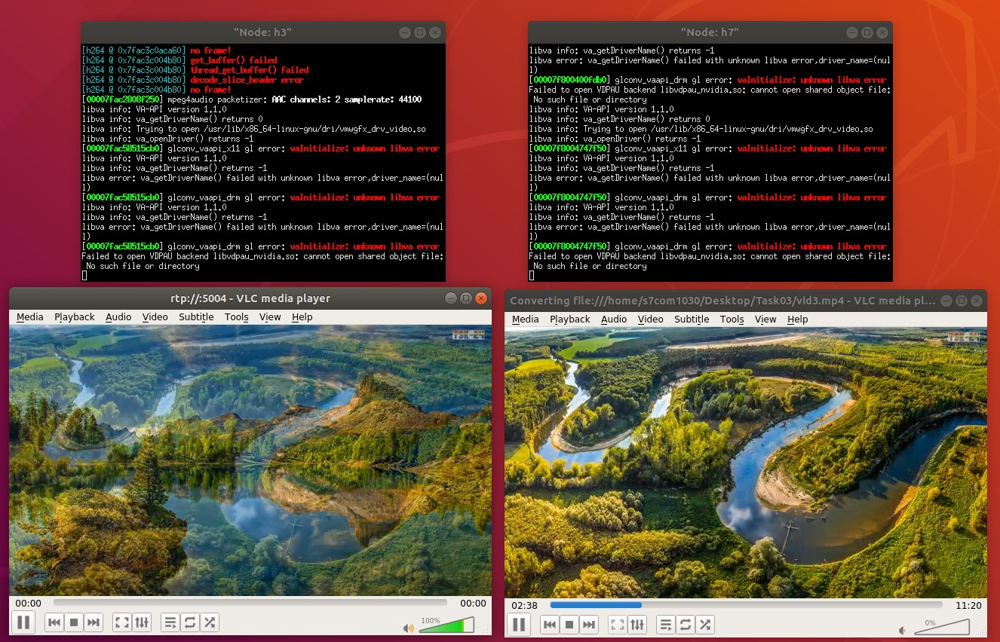 "Node: h3"
[h264 @ 0x7fac3c0aca60] no frame!
[h264 @ 0x7fac3c004b80] get_buffer() failed
[h264 @ 0x7fac3c004b80] thread_get_buffer() failed
[h264 @ 0x7fac3c004b80] decode_slice_header error
[h264 @ 0x7fac3c004b80] no frame!
[00007fac2808f250] mpeg4audio packetizer: AAC channels: 2 samplerate: 44100
libva info: VA-API version 1.1.0
libva info: va_getDriverName() returns 0
libva info: Trying to open /usr/lib/x86_64-linux-gnu/dri/vmwgfx_drv_video.so
libva info: va_openDriver() returns -1
[00007fac58515cb0] glconv_vaapi_x11 gl error: vaInitialize: unknown libva error
libva info: VA-API version 1.1.0
libva info: va_getDriverName() returns -1
libva error: va_getDriverName() failed with unknown libva error,driver_name=(nul
l)
[00007fac58515cb0] glconv_vaapi_drm gl error: vaInitialize: unknown libva error
libva info: VA-API version 1.1.0
libva info: va_getDriverName() returns -1
libva error: va_getDriverName() failed with unknown libva error,driver_name=(nul
l)
[00007fac58515cb0] glconv_vaapi_drm gl error: vaInitialize: unknown libva error
Failed to open VDPAU backend libvdpau_nvidia.so: cannot open shared object file:
No such file or directory
"Node: h7"
libva info: va_getDriverName() returns -1
libva error: va_getDriverName() failed with unknown libva error,driver_name=(nul
l)
[00007f800400fdb0] glconv_vaapi_drm gl error: vaInitialize: unknown libva error
Failed to open VDPAU backend libvdpau_nvidia.so: cannot open shared object file:
No such file or directory
libva info: VA-API version 1.1.0
libva info: va_getDriverName() returns 0
libva info: Trying to open /usr/lib/x86_64-linux-gnu/dri/vmwgfx_drv_video.so
libva info: va_openDriver() returns -1
[00007f8004747f50] glconv_vaapi_x11 gl error: vaInitialize: unknown libva error
libva info: VA-API version 1.1.0
libva info: va_getDriverName() returns -1
libva error: va_getDriverName() failed with unknown libva error,driver_name=(nul
l)
[00007f8004747f50] glconv_vaapi_drm gl error: vaInitialize: unknown libva error
libva info: VA-API version 1.1.0
libva info: va_getDriverName() returns -1
libva error: va_getDriverName() failed with unknown libva error,driver_name=(nul
l)
[00007f8004747f50] glconv_vaapi_drm gl error: vaInitialize: unknown libva error
Failed to open VDPAU backend libvdpau_nvidia.so: cannot open shared object file:
No such file or directory
rtp://:5004 - VLC media player
Media Playback Audio Video Subtitle Tools View Help
TSK-24
00:00 00:00
100%
Converting file:///home/s7com1030/Desktop/Task03/vid3.mp4 - VLC media pl...
Media Playback Audio Video Subtitle Tools View Help
TSK-24
02:38 11:20
0%